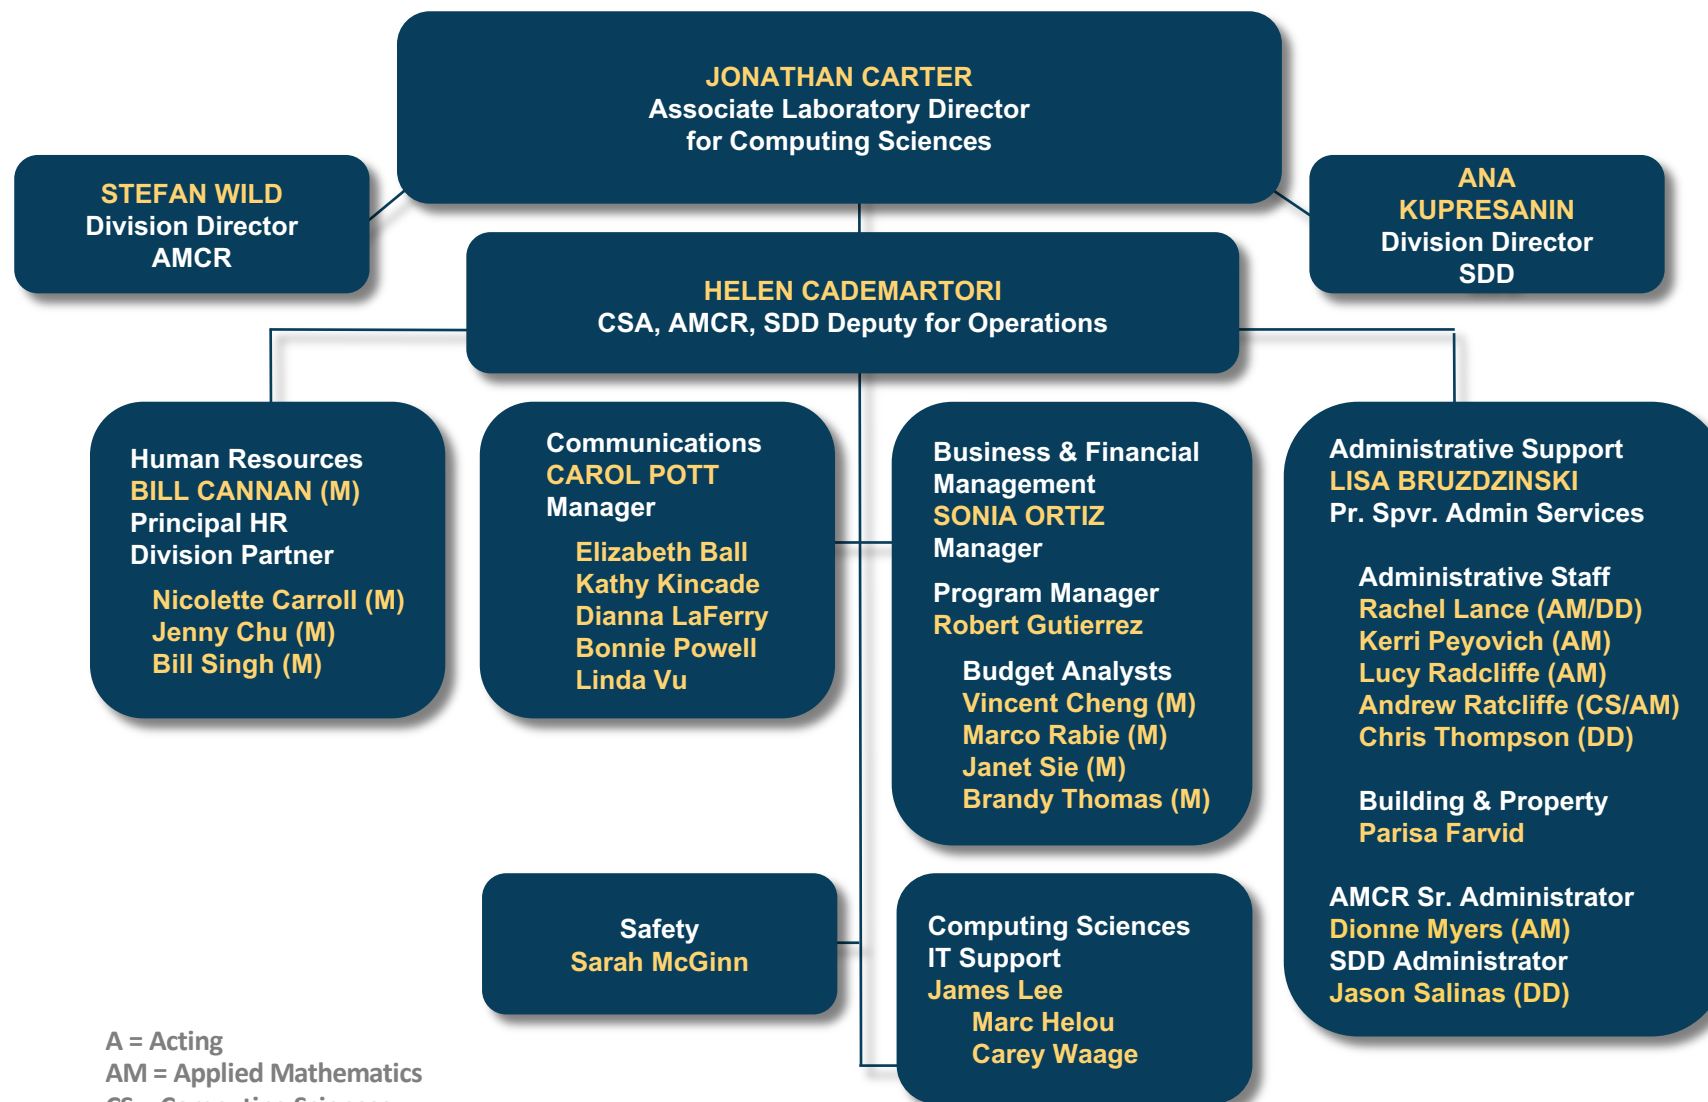 JONATHAN CARTER
Associate Laboratory Director
for Computing Sciences
STEFAN WILD
Division Director
AMCR
ANA
KUPRESANIN
Division Director
SDD
HELEN CADEMARTORI
CSA, AMCR, SDD Deputy for Operations
Human Resources
BILL CANNAN (M)
Principal HR
Division Partner
Nicolette Carroll (M)
Jenny Chu (M)
Bill Singh (M)
Communications
CAROL POTT
Manager
Elizabeth Ball
Kathy Kincade
Dianna LaFerry
Bonnie Powell
Linda Vu
Business & Financial
Management
SONIA ORTIZ
Manager
Program Manager
Robert Gutierrez
Budget Analysts
Vincent Cheng (M)
Marco Rabie (M)
Janet Sie (M)
Brandy Thomas (M)
Administrative Support
LISA BRUZDZINSKI
Pr. Spvr. Admin Services
Administrative Staff
Rachel Lance (AM/DD)
Kerri Peyovich (AM)
Lucy Radcliffe (AM)
Andrew Ratcliffe (CS/AM)
Chris Thompson (DD)
Building & Property
Parisa Farvid
AMCR Sr. Administrator
Dionne Myers (AM)
SDD Administrator
Jason Salinas (DD)
Safety
Sarah McGinn
Computing Sciences
IT Support
James Lee
Marc Helou
Carey Waage
A = Acting
AM = Applied Mathematics